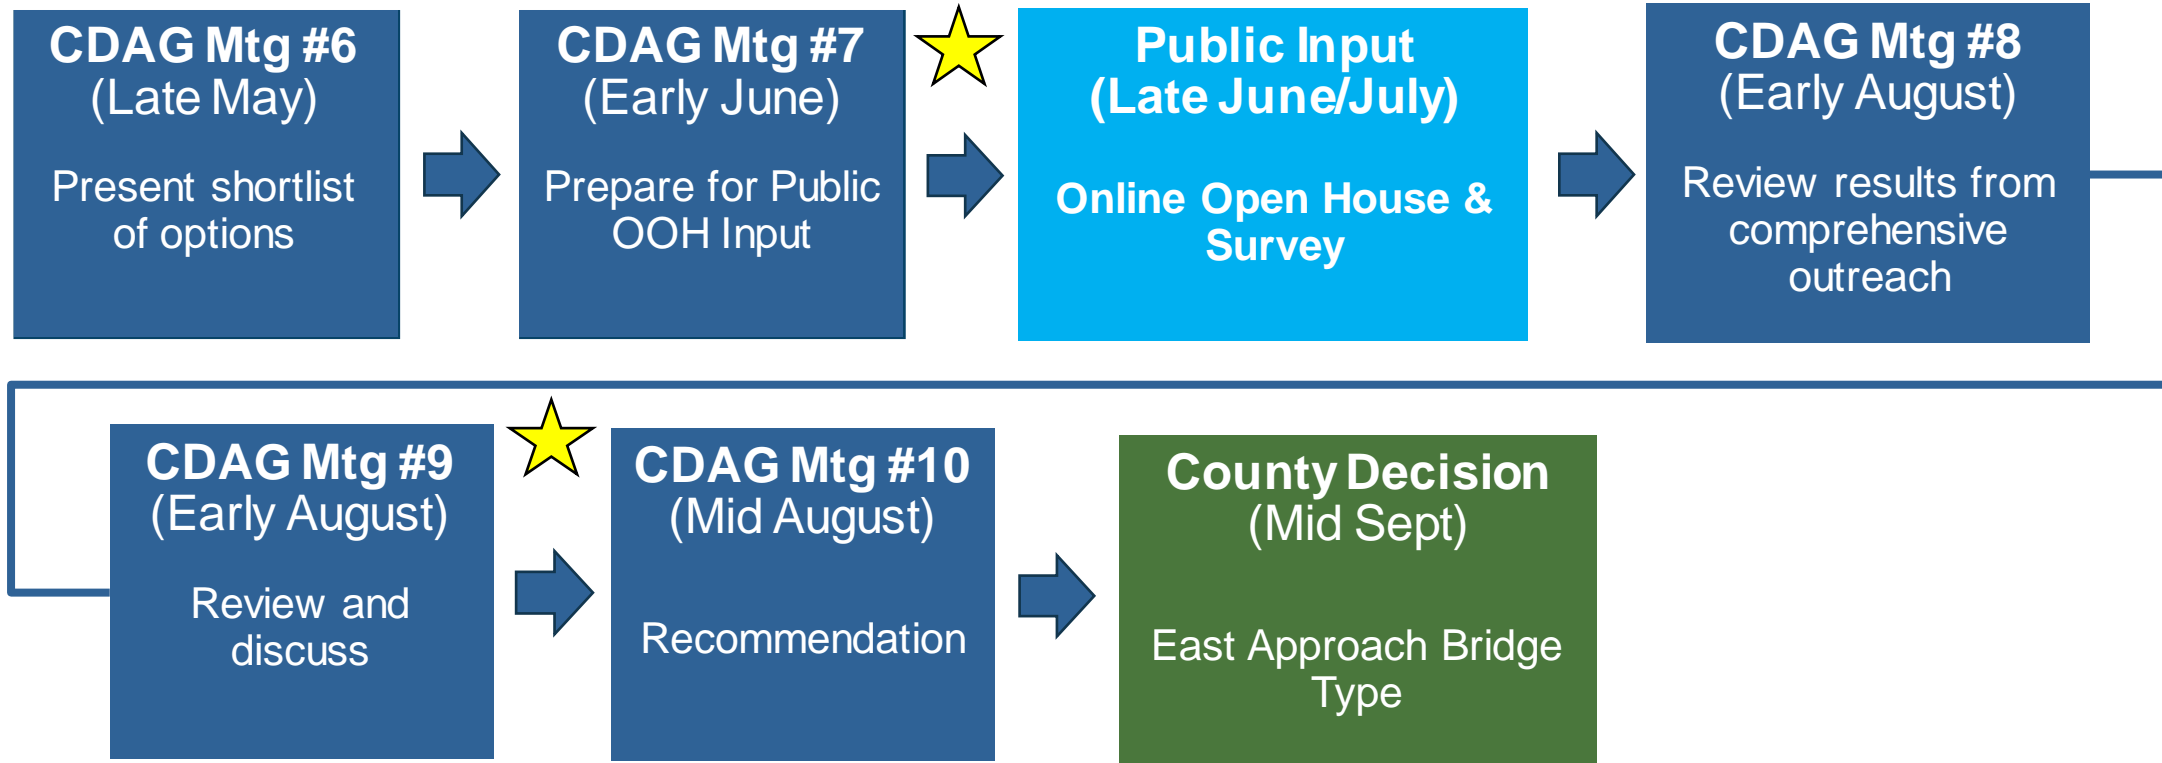 CDAG Mtg #6
(Late May)
Present shortlist
of options
CDAG Mtg #7
(Early June)
Prepare for Public
OOH Input
Public Input
(Late June/July)
Online Open House &
Survey
CDAG Mtg #8
(Early August)
Review results from
comprehensive
outreach
CDAG Mtg #9
(Early August)
Review and
discuss
CDAG Mtg #10
(Mid August)
Recommendation
County Decision
(Mid Sept)
East Approach Bridge
Type